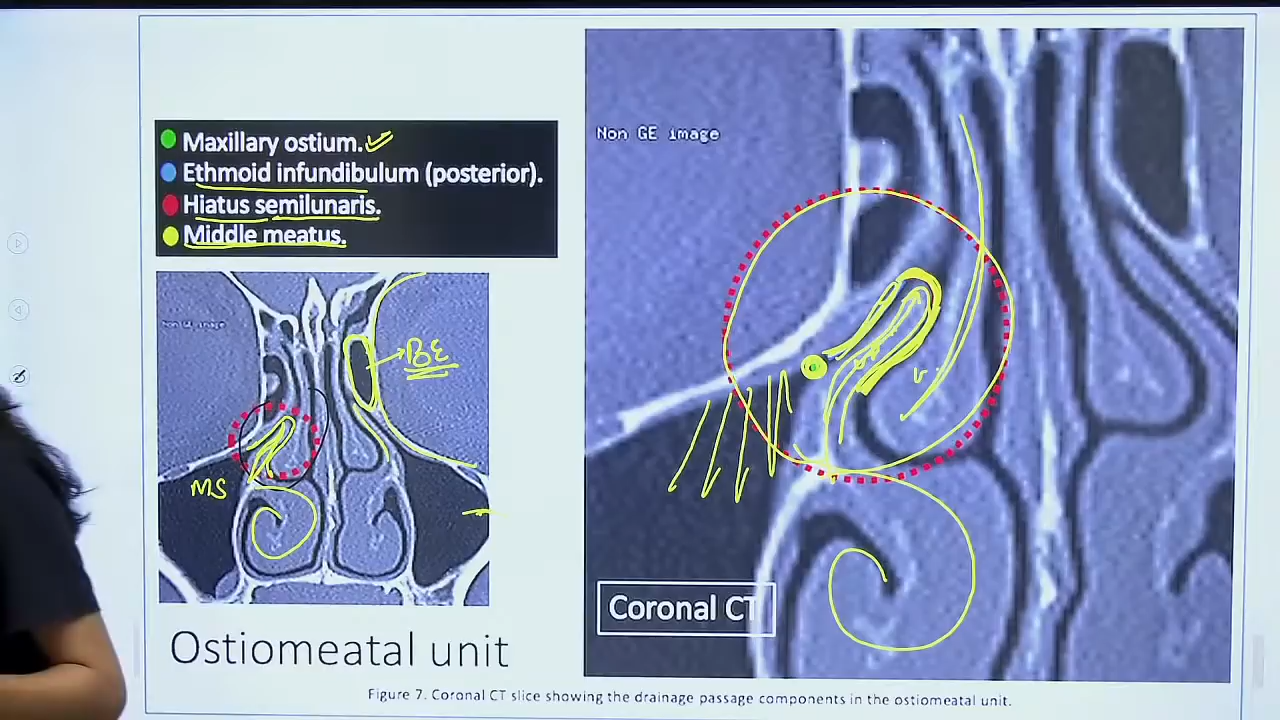 Maxillary ostium.
Ethmoid infundibulum (posterior).
Hiatus semilunaris.
Middle meatus.
Non GE image
Non GE image
BE
MS
Coronal CT
Ostiomeatal unit
Figure 7. Coronal CT slice showing the drainage passage components in the ostiomeatal unit.